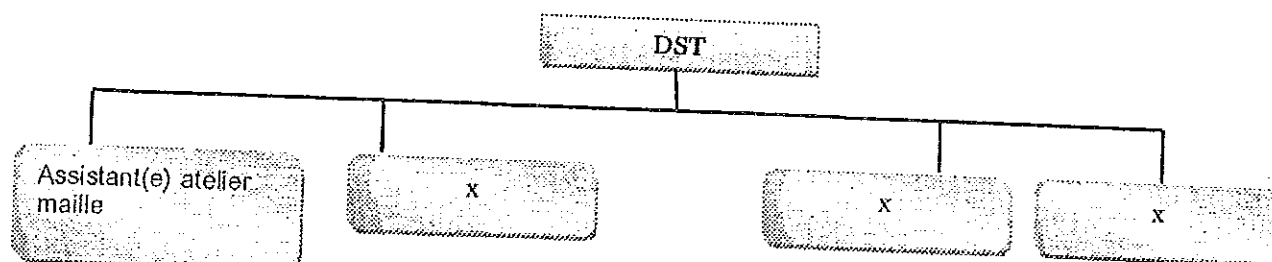 DST
Assistant(e) atelier
maille
x
x
x